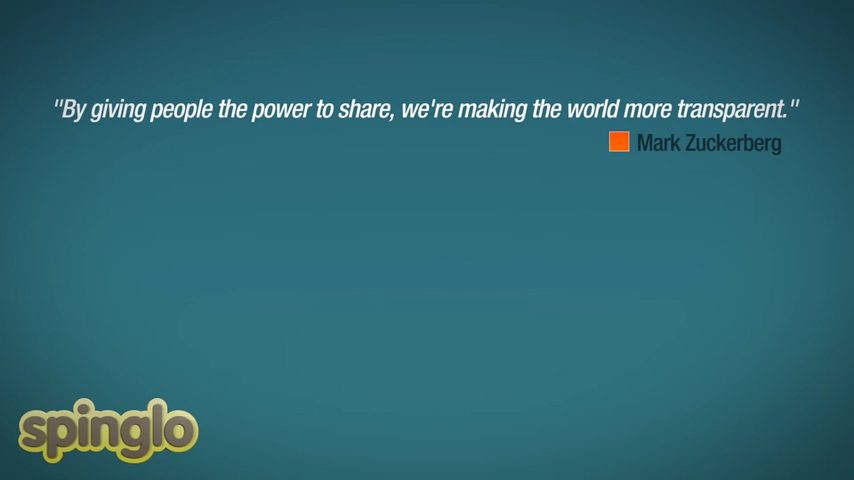 "By giving people the power to share, we're making the world more transparent."
Mark Zuckerberg
spinglo